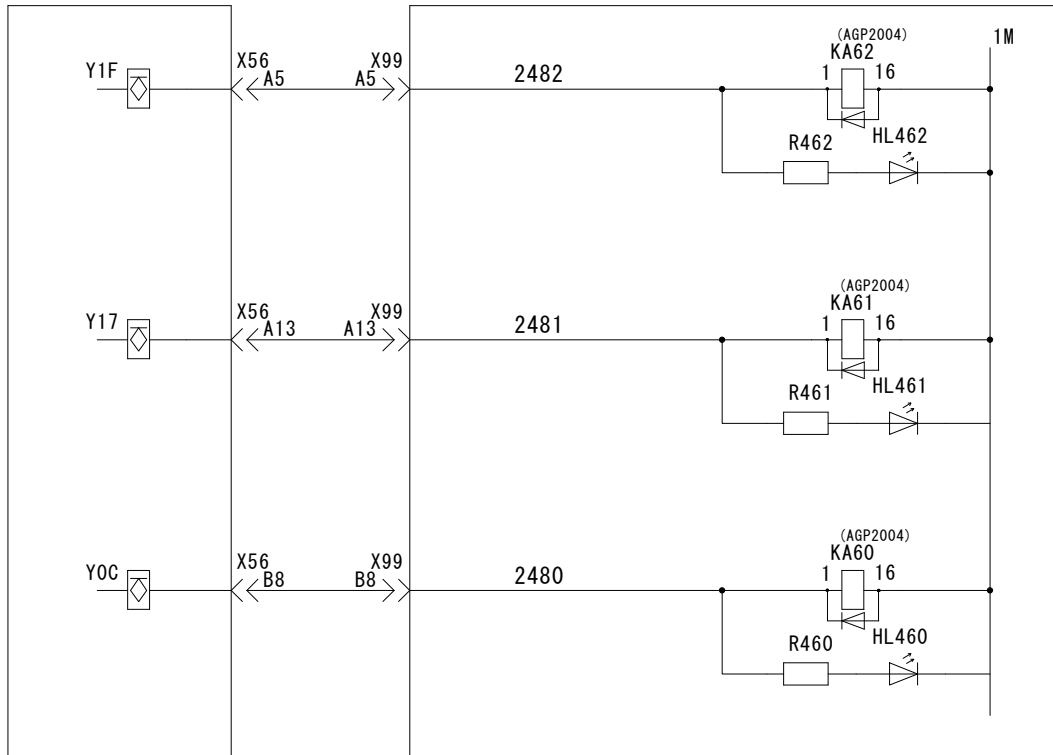 (AGP2004)
1M
X56 X99 KA62
Y1F A5 A5 2482 1 16
R462 HL462
(AGP2004)
X56 X99 KA61
Y17 A13 A13 2481 1 16
R461 HL461
(AGP2004)
X56 X99 KA60
Y0C B8 B8 2480 1 16
R460 HL460